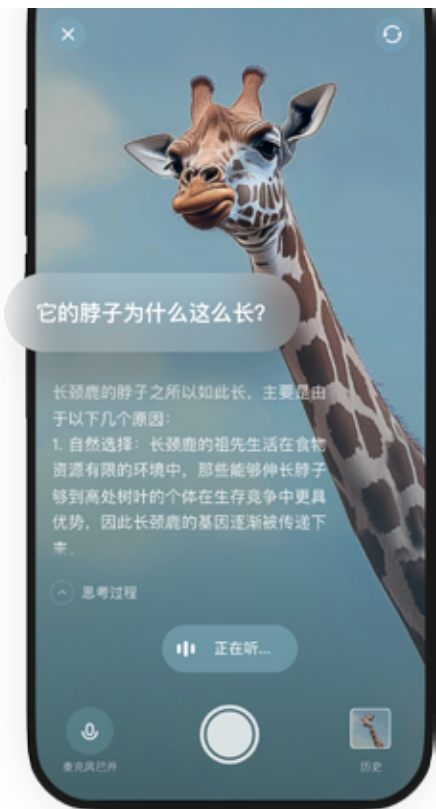 它的脖子为什么这么长?
长颈鹿的脖子之所以如此长，主要是由
于以下几个原因:
1. 自然选择：长颈鹿的祖先生活在食物
资源有限的环境中，那些能够伸长脖子
够到高处树叶的个体在生存竞争中更具
优势，因此长颈鹿的基因逐渐被传递下
来。
思考过程
正在听...
麦克风已开
历史